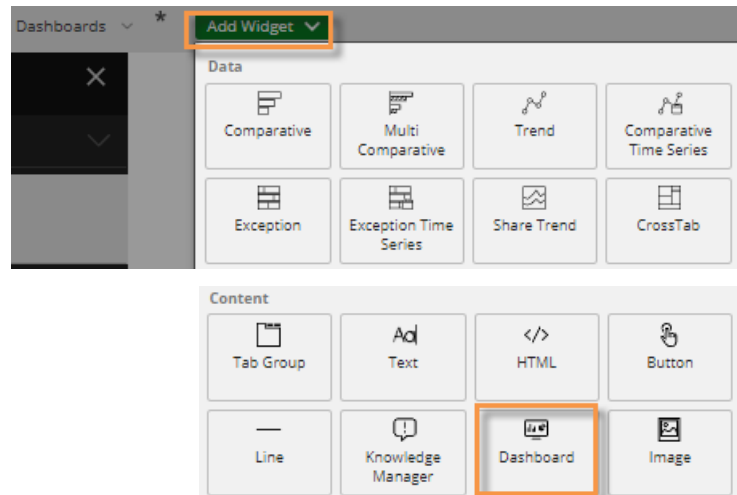 Dashboards *
Add Widget
Data
Comparative
Multi
Comparative
Trend
Comparative
Time Series
Exception
Exception Time
Series
Share Trend
CrossTab
Content
Tab Group
Aa
Text
</>
HTML
Button
Line
Knowledge
Manager
Dashboard
Image